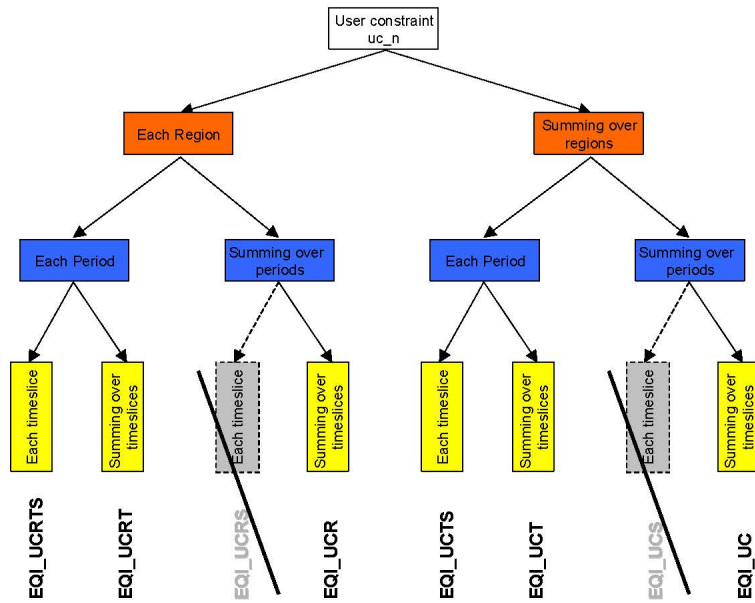 User constraint
uc_n
Each Region
Summing over
regions
Each Period
Summing over
periods
Each Period
Summing over
periods
Each timeslice
Summing over
timeslices
Each timeslice
Summing over
timeslices
Each timeslice
Summing over
timeslices
Each timeslice
Summing over
timeslices
EQI_UCRTS
EQI_UCRT
EQI_UCRS
EQI_UCR
EQI_UCTS
EQI_UCT
EQI_UCS
EQI_UC